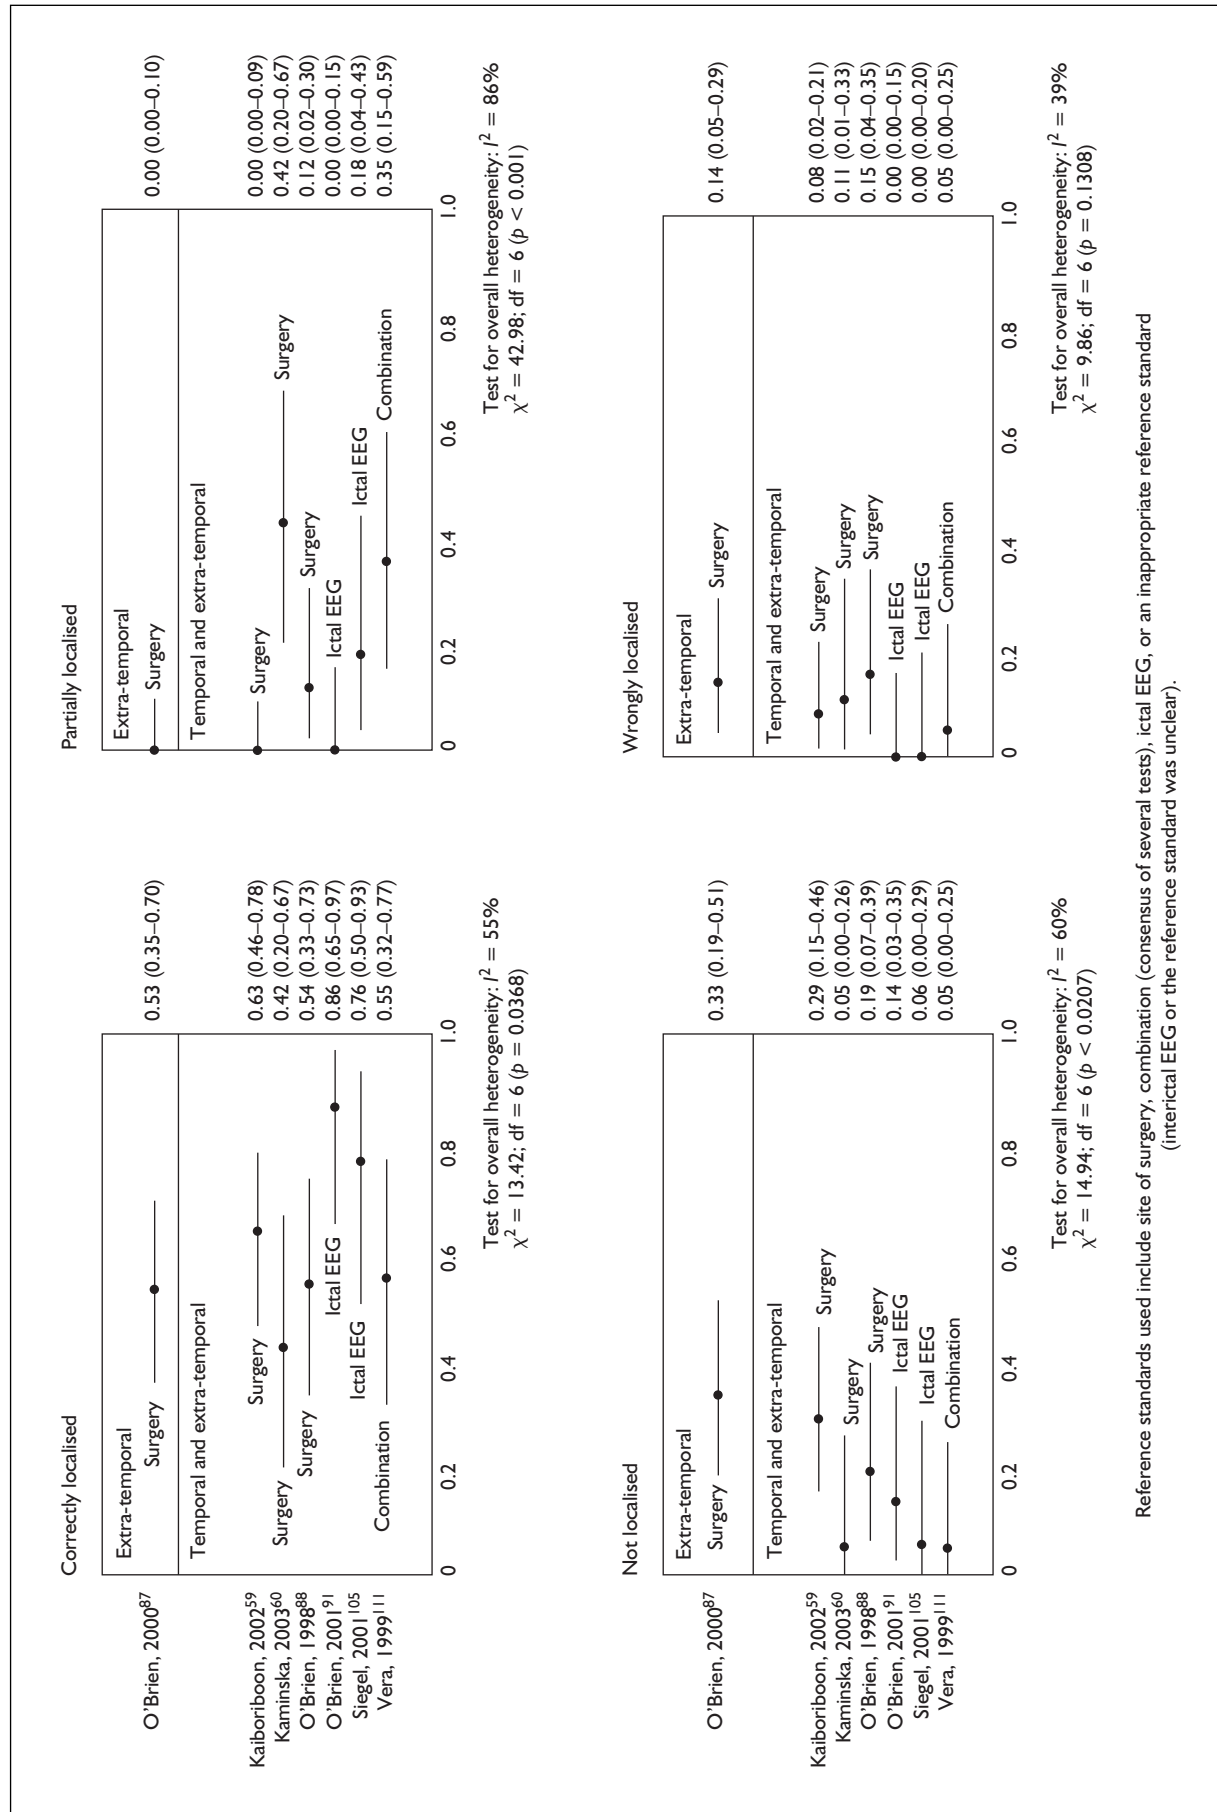 Correctly localised
Extra-temporal
O'Brien, 2000⁸⁷ Surgery 0.53 (0.35–0.70)
Temporal and extra-temporal
Kaiboriboon, 2002⁵⁹ Surgery 0.63 (0.46–0.78)
Kaminska, 2003⁶⁰ Surgery 0.42 (0.20–0.67)
O'Brien, 1998⁸⁸ Surgery 0.54 (0.33–0.73)
O'Brien, 2001⁹¹ Ictal EEG 0.86 (0.65–0.97)
Siegel, 2001¹⁰⁵ Ictal EEG 0.76 (0.50–0.93)
Vera, 1999¹¹¹ Combination 0.55 (0.32–0.77)
0 0.2 0.4 0.6 0.8 1.0
Test for overall heterogeneity: I² = 55%
χ² = 13.42; df = 6 (p = 0.0368)
Partially localised
Extra-temporal
Surgery 0.00 (0.00–0.10)
Temporal and extra-temporal
Surgery 0.00 (0.00–0.09)
Surgery 0.42 (0.20–0.67)
Surgery 0.12 (0.02–0.30)
Ictal EEG 0.00 (0.00–0.15)
Ictal EEG 0.18 (0.04–0.43)
Combination 0.35 (0.15–0.59)
0 0.2 0.4 0.6 0.8 1.0
Test for overall heterogeneity: I² = 86%
χ² = 42.98; df = 6 (p < 0.001)
Not localised
Extra-temporal
O'Brien, 2000⁸⁷ Surgery 0.33 (0.19–0.51)
Temporal and extra-temporal
Kaiboriboon, 2002⁵⁹ Surgery 0.29 (0.15–0.46)
Kaminska, 2003⁶⁰ Surgery 0.05 (0.00–0.26)
O'Brien, 1998⁸⁸ Surgery 0.19 (0.07–0.39)
O'Brien, 2001⁹¹ Ictal EEG 0.14 (0.03–0.35)
Siegel, 2001¹⁰⁵ Ictal EEG 0.06 (0.00–0.29)
Vera, 1999¹¹¹ Combination 0.05 (0.00–0.25)
0 0.2 0.4 0.6 0.8 1.0
Test for overall heterogeneity: I² = 60%
χ² = 14.94; df = 6 (p < 0.0207)
Wrongly localised
Extra-temporal
Surgery 0.14 (0.05–0.29)
Temporal and extra-temporal
Surgery 0.08 (0.02–0.21)
Surgery 0.11 (0.01–0.33)
Surgery 0.15 (0.04–0.35)
Ictal EEG 0.00 (0.00–0.15)
Ictal EEG 0.00 (0.00–0.20)
Combination 0.05 (0.00–0.25)
0 0.2 0.4 0.6 0.8 1.0
Test for overall heterogeneity: I² = 39%
χ² = 9.86; df = 6 (p = 0.1308)
Reference standards used include site of surgery, combination (consensus of several tests), ictal EEG, or an inappropriate reference standard
(interictal EEG or the reference standard was unclear).